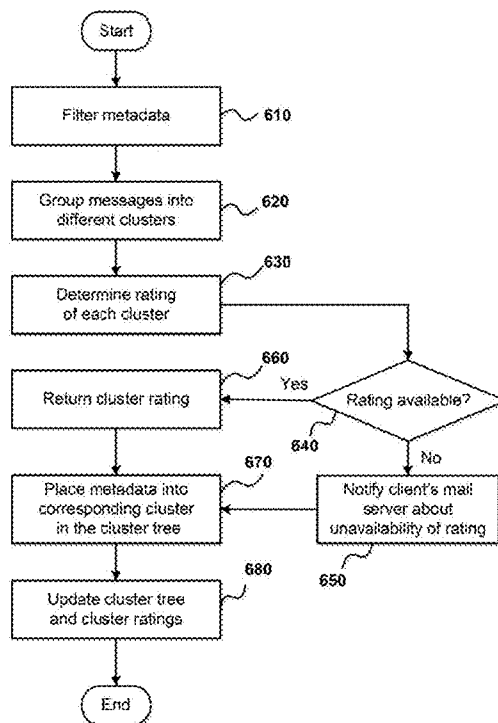 Start
Filter metadata
610
Group messages into
different clusters
620
630
Determine rating
of each cluster
660
Return cluster rating
Yes
Rating available?
640
No
670
Place metadata into
corresponding cluster
in the cluster tree
Notify client's mail
server about
unavailability of rating
650
680
Update cluster tree
and cluster ratings
End